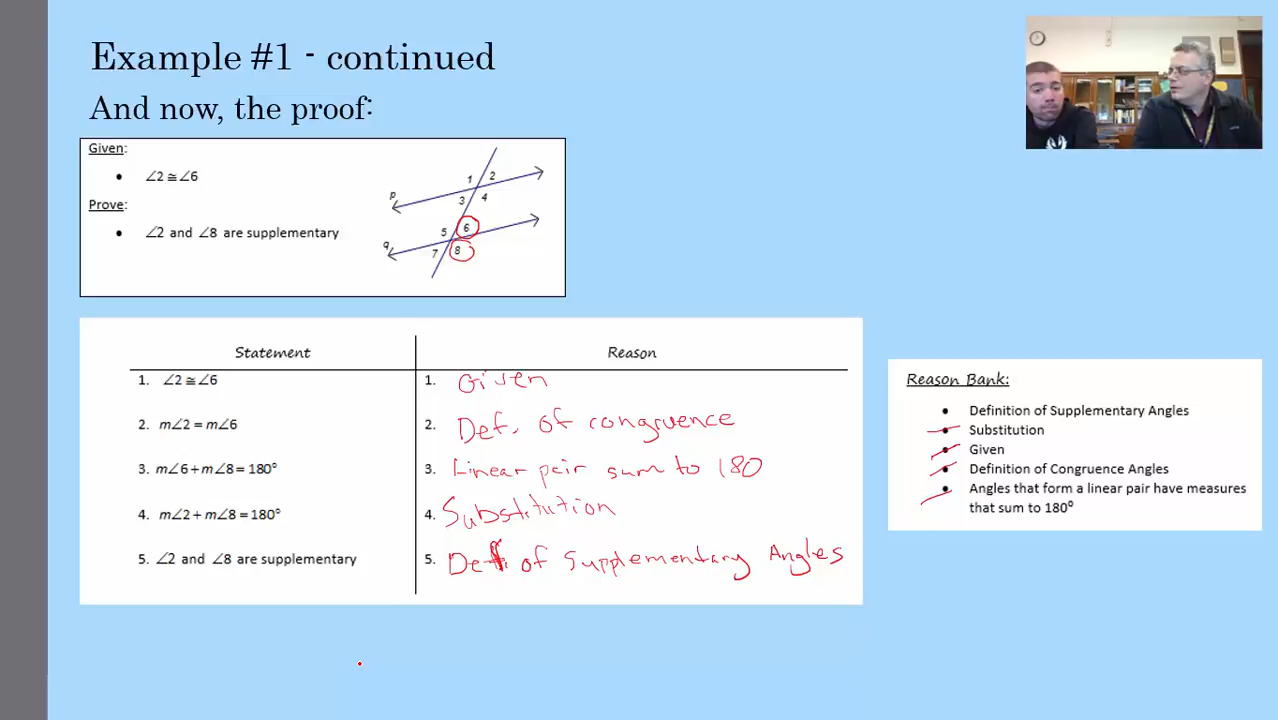 Example #1 - continued
And now, the proof:
Given:
• ∠2 ≅ ∠6
Prove:
• ∠2 and ∠8 are supplementary
1 2
p
3 4
5 6
q
7 8
Statement Reason
1. ∠2 ≅ ∠6 1. Given
2. m∠2 = m∠6 2. Def. of congruence
3. m∠6 + m∠8 = 180° 3. Linear pair sum to 180
4. m∠2 + m∠8 = 180° 4. Substitution
5. ∠2 and ∠8 are supplementary 5. Def. of Supplementary Angles
Reason Bank:
• Definition of Supplementary Angles
• Substitution
• Given
• Definition of Congruence Angles
• Angles that form a linear pair have measures
that sum to 180°